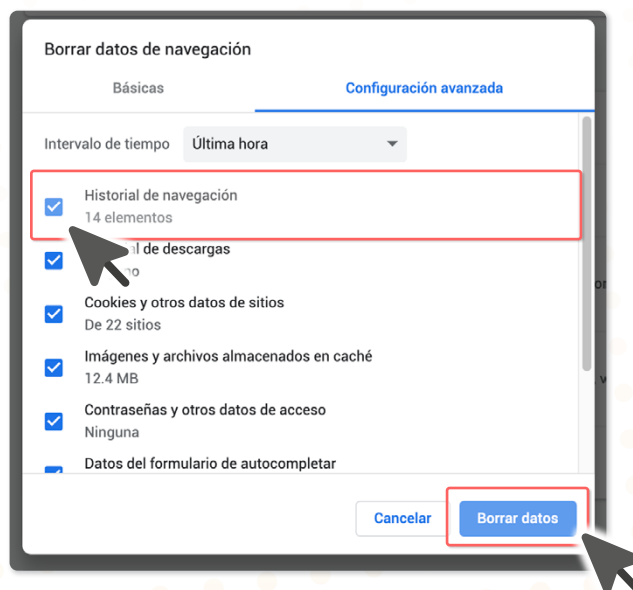 Borrar datos de navegación
Básicas
Configuración avanzada
Intervalo de tiempo
Última hora
Historial de navegación
14 elementos
de descargas
Cookies y otros datos de sitios
De 22 sitios
Imágenes y archivos almacenados en caché
12.4 MB
Contraseñas y otros datos de acceso
Ninguna
Datos del formulario de autocompletar
Cancelar
Borrar datos